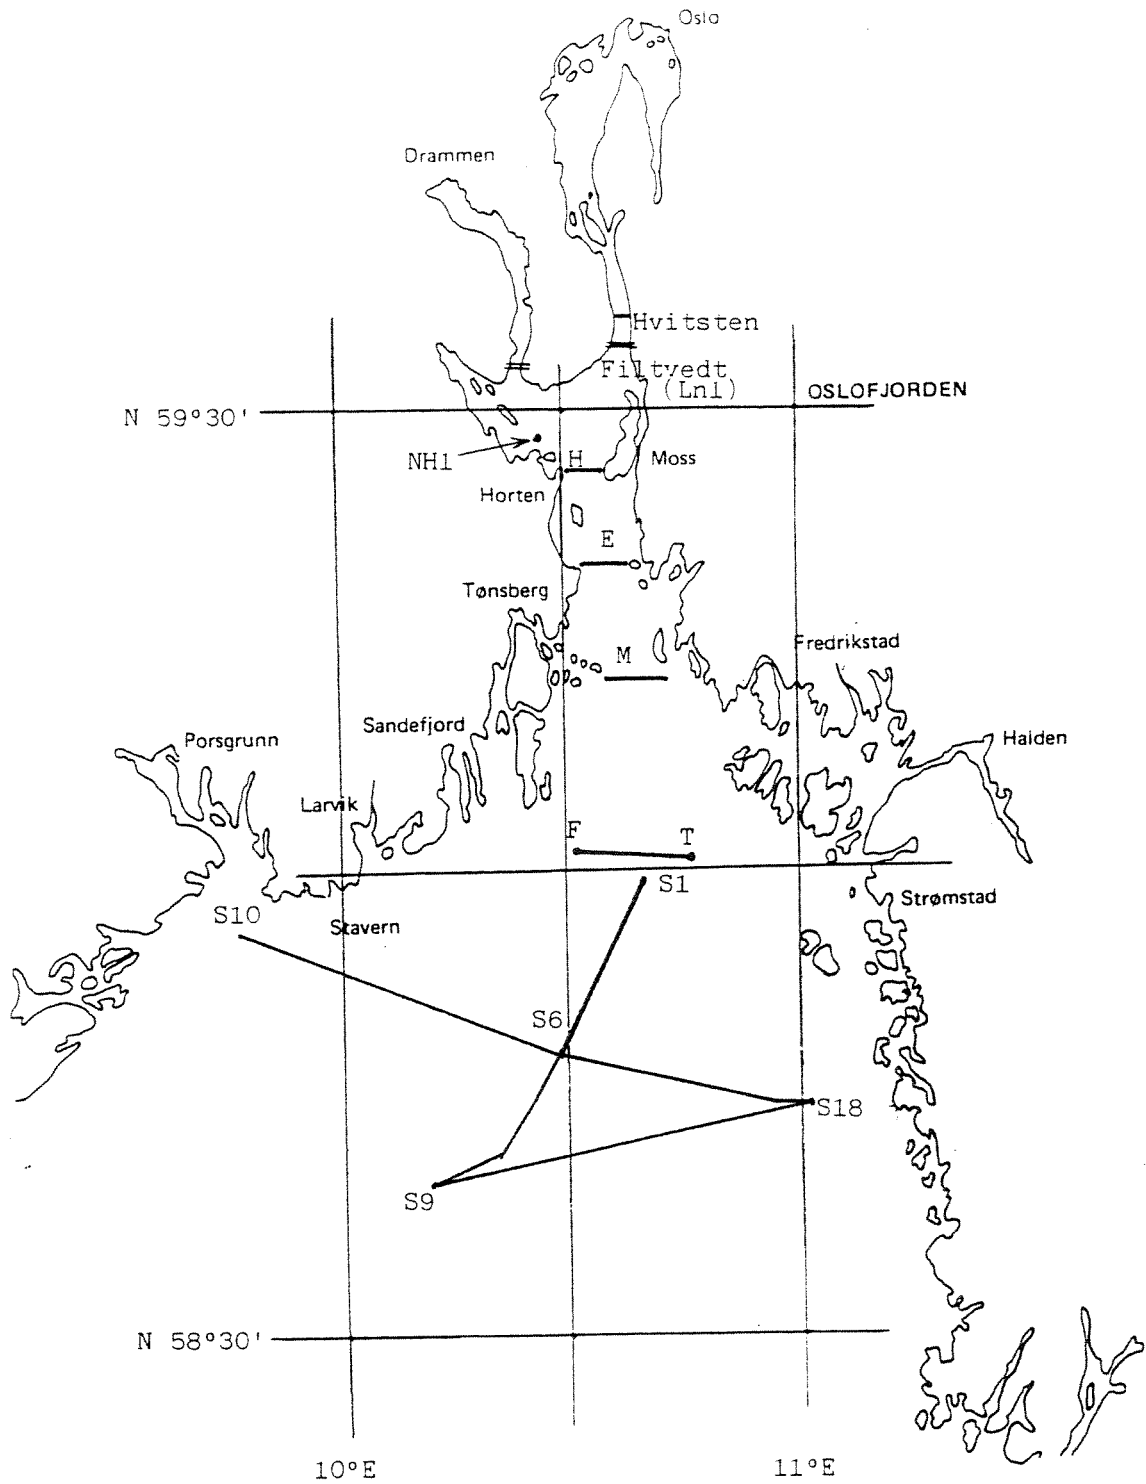 Oslo
Drammen
Hvitsten
Filtvedt
(Ln1)
OSLOFJORDEN
N 59°30'
NH1
H
Moss
Horten
E
Tønsberg
M
Fredrikstad
Sandefjord
Porsgrunn
Halden
Larvik
F
T
S1
Strømstad
S10
Stavern
S6
S18
S9
N 58°30'
10°E
11°E